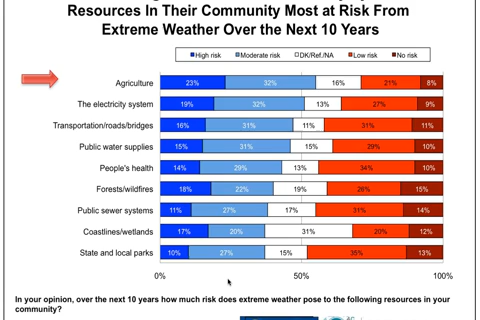 Resources In Their Community Most at Risk From
Extreme Weather Over the Next 10 Years
High risk Moderate risk DK/Ref./NA Low risk No risk
Agriculture 23% 32% 16% 21% 8%
The electricity system 19% 32% 13% 27% 9%
Transportation/roads/bridges 16% 31% 11% 31% 11%
Public water supplies 15% 31% 15% 29% 10%
People's health 14% 29% 13% 34% 10%
Forests/wildfires 18% 22% 19% 26% 15%
Public sewer systems 11% 27% 17% 31% 14%
Coastlines/wetlands 17% 20% 31% 20% 12%
State and local parks 10% 27% 15% 35% 13%
0% 50% 100%
In your opinion, over the next 10 years how much risk does extreme weather pose to the following resources in your
community?